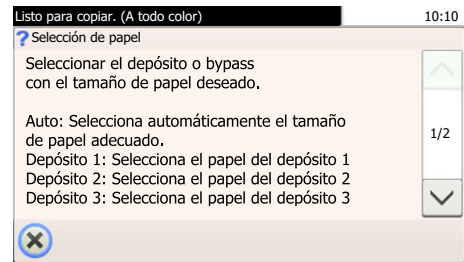 Listo para copiar. (A todo color)
10:10
? Selección de papel
Seleccionar el depósito o bypass
con el tamaño de papel deseado.
Auto: Selecciona automáticamente el tamaño
de papel adecuado.
Depósito 1: Selecciona el papel del depósito 1
Depósito 2: Selecciona el papel del depósito 2
Depósito 3: Selecciona el papel del depósito 3
1/2